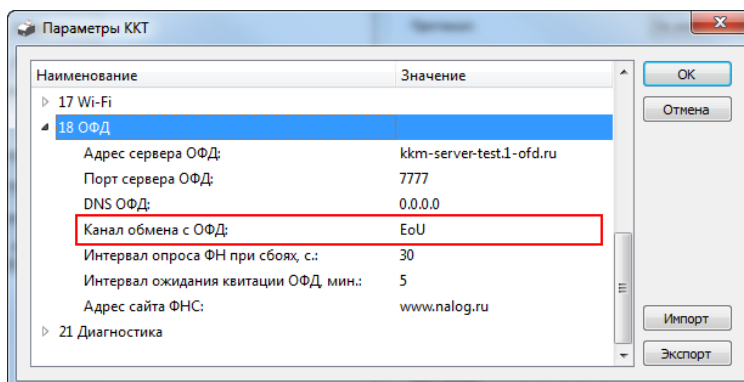 Параметры ККТ
Наименование Значение
17 Wi-Fi
18 ОФД
Адрес сервера ОФД: kkm-server-test.1-ofd.ru
Порт сервера ОФД: 7777
DNS ОФД: 0.0.0.0
Канал обмена с ОФД: EoU
Интервал опроса ФН при сбоях, с.: 30
Интервал ожидания квитации ОФД, мин.: 5
Адрес сайта ФНС: www.nalog.ru
21 Диагностика
OK
Отмена
Импорт
Экспорт